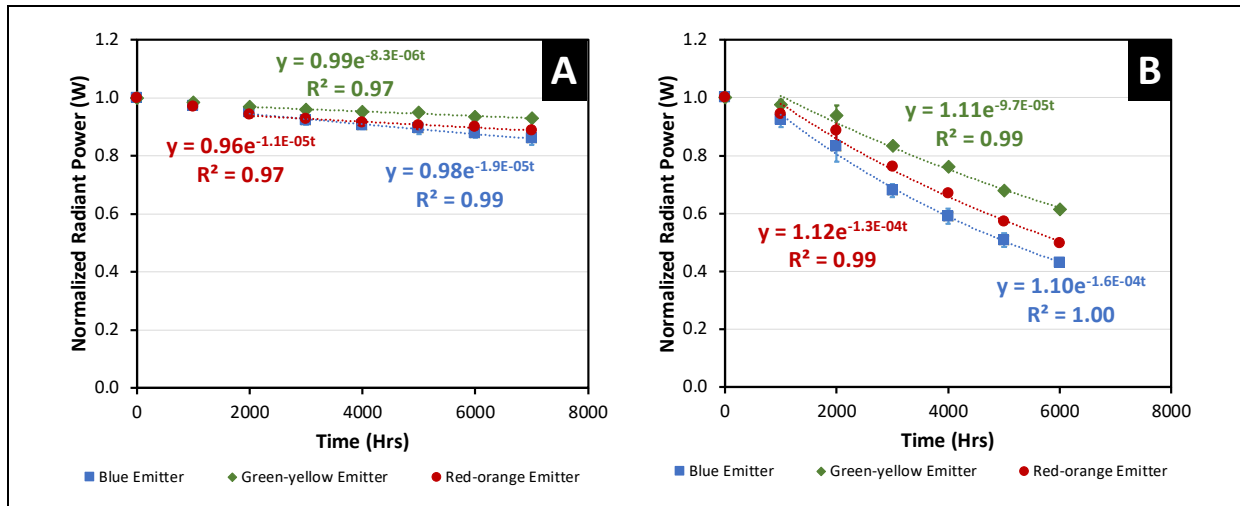 A
Normalized Radiant Power (W)
1.2
1.0
0.8
0.6
0.4
0.2
0.0
y = 0.99e^-8.3E-06t
R² = 0.97
y = 0.96e^-1.1E-05t
R² = 0.97
y = 0.98e^-1.9E-05t
R² = 0.99
0 2000 4000 6000 8000
Time (Hrs)
Blue Emitter Green-yellow Emitter Red-orange Emitter
B
Normalized Radiant Power (W)
1.2
1.0
0.8
0.6
0.4
0.2
0.0
y = 1.11e^-9.7E-05t
R² = 0.99
y = 1.12e^-1.3E-04t
R² = 0.99
y = 1.10e^-1.6E-04t
R² = 1.00
0 2000 4000 6000 8000
Time (Hrs)
Blue Emitter Green-yellow Emitter Red-orange Emitter